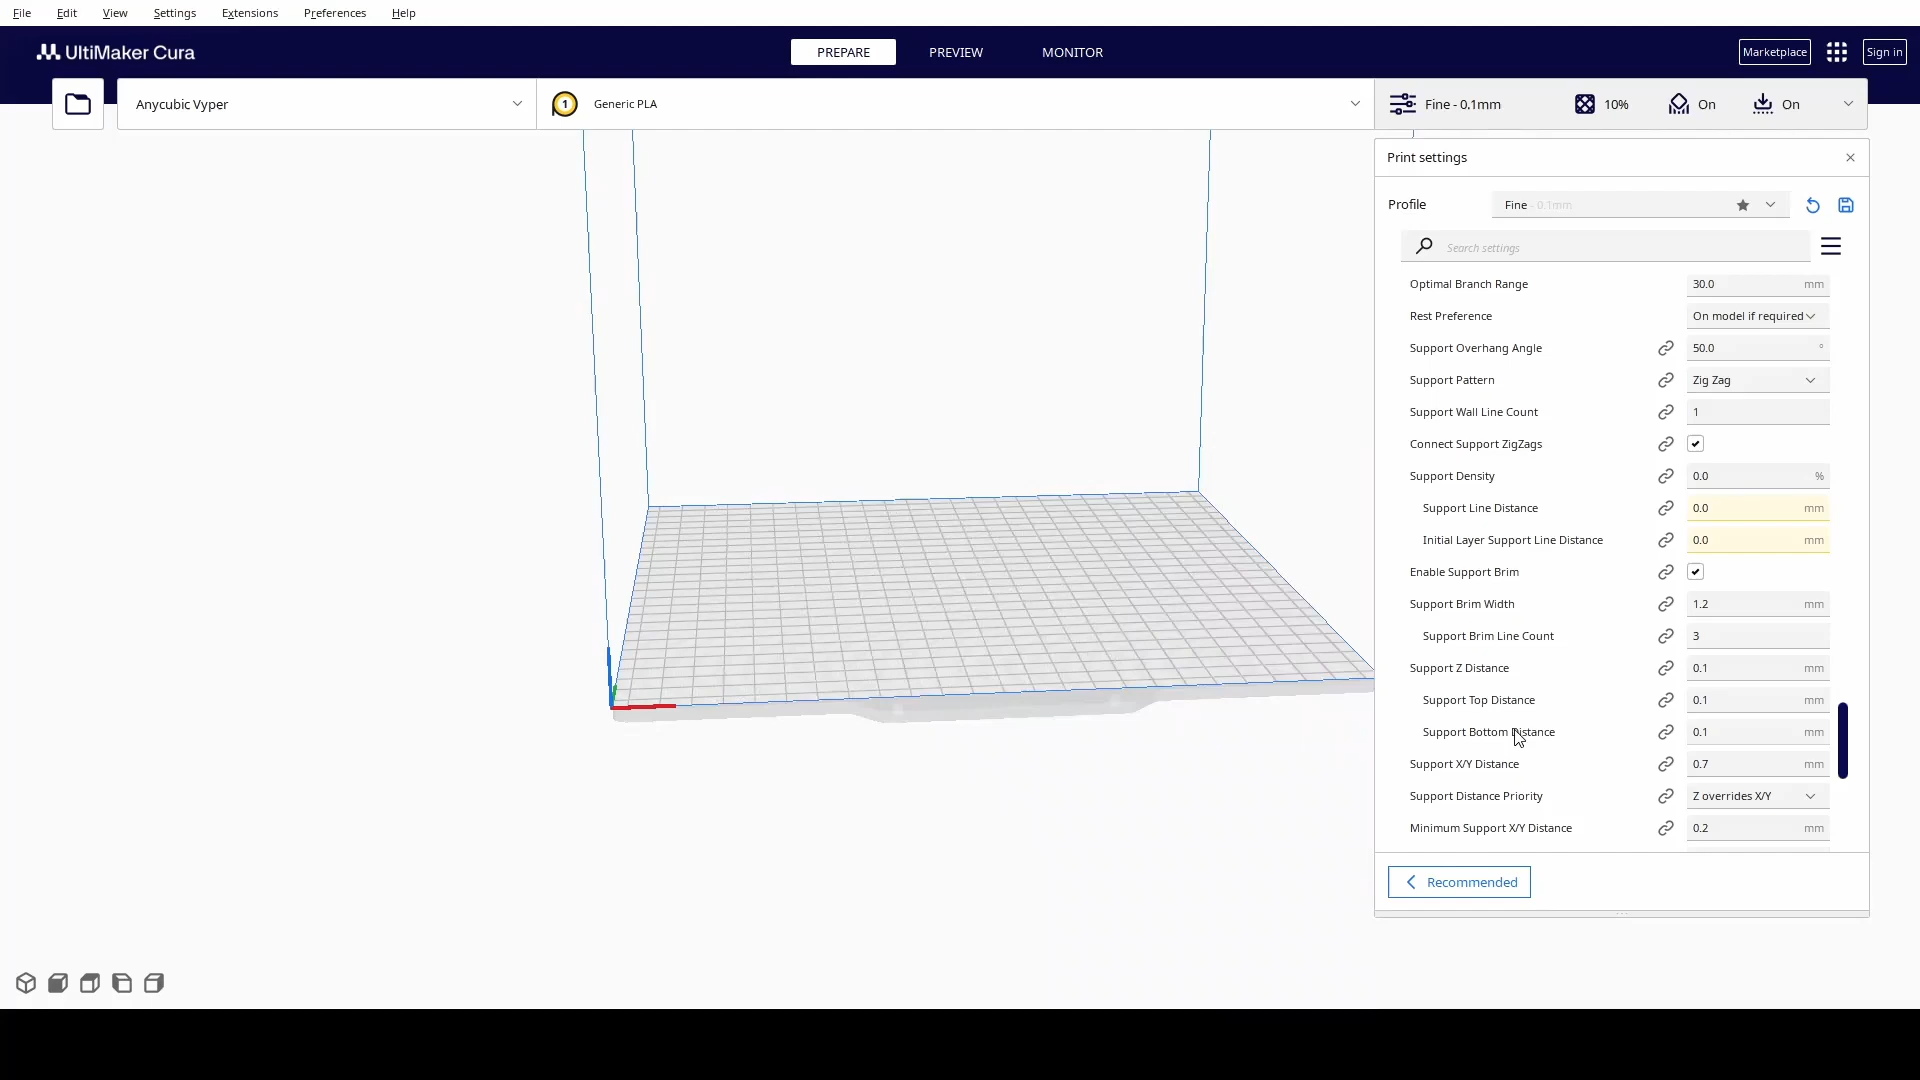 File Edit View Settings Extensions Preferences Help
UltiMaker Cura PREPARE PREVIEW MONITOR Marketplace Sign in
Anycubic Vyper 1 Generic PLA Fine - 0.1mm 10% On On
Print settings
Profile Fine - 0.1mm
Search settings
Optimal Branch Range 30.0 mm
Rest Preference On model if required
Support Overhang Angle 50.0 °
Support Pattern Zig Zag
Support Wall Line Count 1
Connect Support ZigZags
Support Density 0.0 %
Support Line Distance 0.0 mm
Initial Layer Support Line Distance 0.0 mm
Enable Support Brim
Support Brim Width 1.2 mm
Support Brim Line Count 3
Support Z Distance 0.1 mm
Support Top Distance 0.1 mm
Support Bottom Distance 0.1 mm
Support X/Y Distance 0.7 mm
Support Distance Priority Z overrides X/Y
Minimum Support X/Y Distance 0.2 mm
Recommended